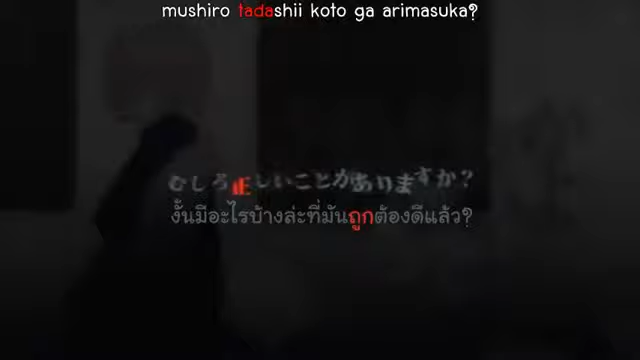 mushiro tadashii koto ga arimasuka?
むしろ正しいことがありますか?
งั้นมีอะไรบ้างล่ะที่มันถูกต้องดีแล้ว?